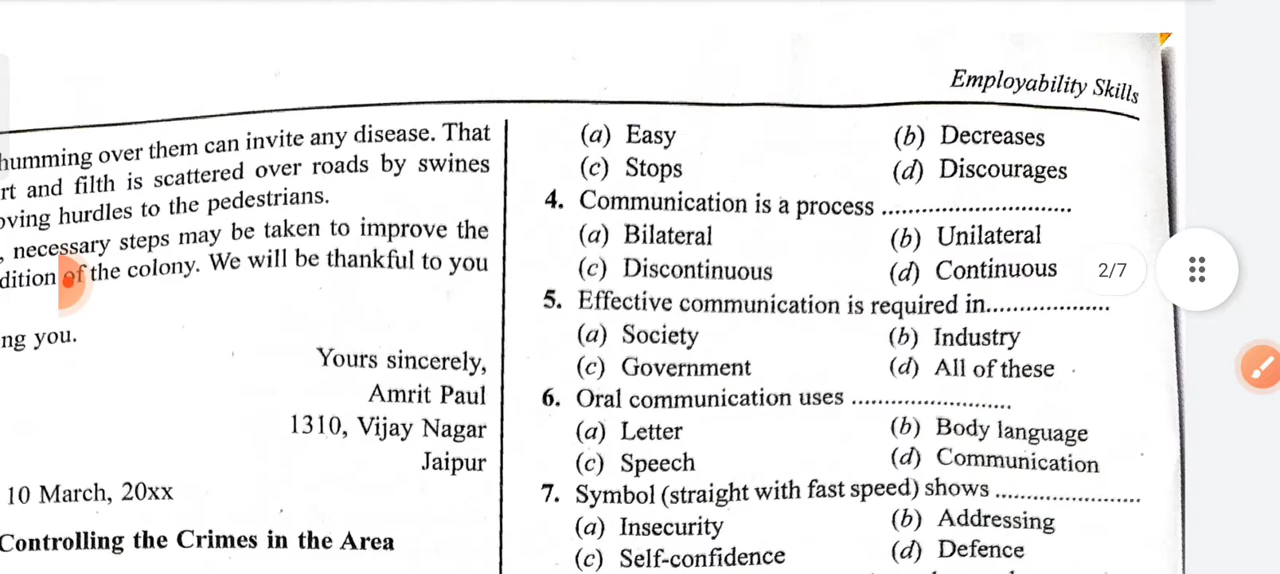 Employability Skills
humming over them can invite any disease. That
rt and filth is scattered over roads by swines
oving hurdles to the pedestrians.
, necessary steps may be taken to improve the
dition of the colony. We will be thankful to you
ng you.
Yours sincerely,
Amrit Paul
1310, Vijay Nagar
Jaipur
10 March, 20xx
Controlling the Crimes in the Area
(a) Easy (b) Decreases
(c) Stops (d) Discourages
4. Communication is a process ............................
(a) Bilateral (b) Unilateral
(c) Discontinuous (d) Continuous
5. Effective communication is required in...................
(a) Society (b) Industry
(c) Government (d) All of these
6. Oral communication uses ........................
(a) Letter (b) Body language
(c) Speech (d) Communication
7. Symbol (straight with fast speed) shows ......................
(a) Insecurity (b) Addressing
(c) Self-confidence (d) Defence
2/7